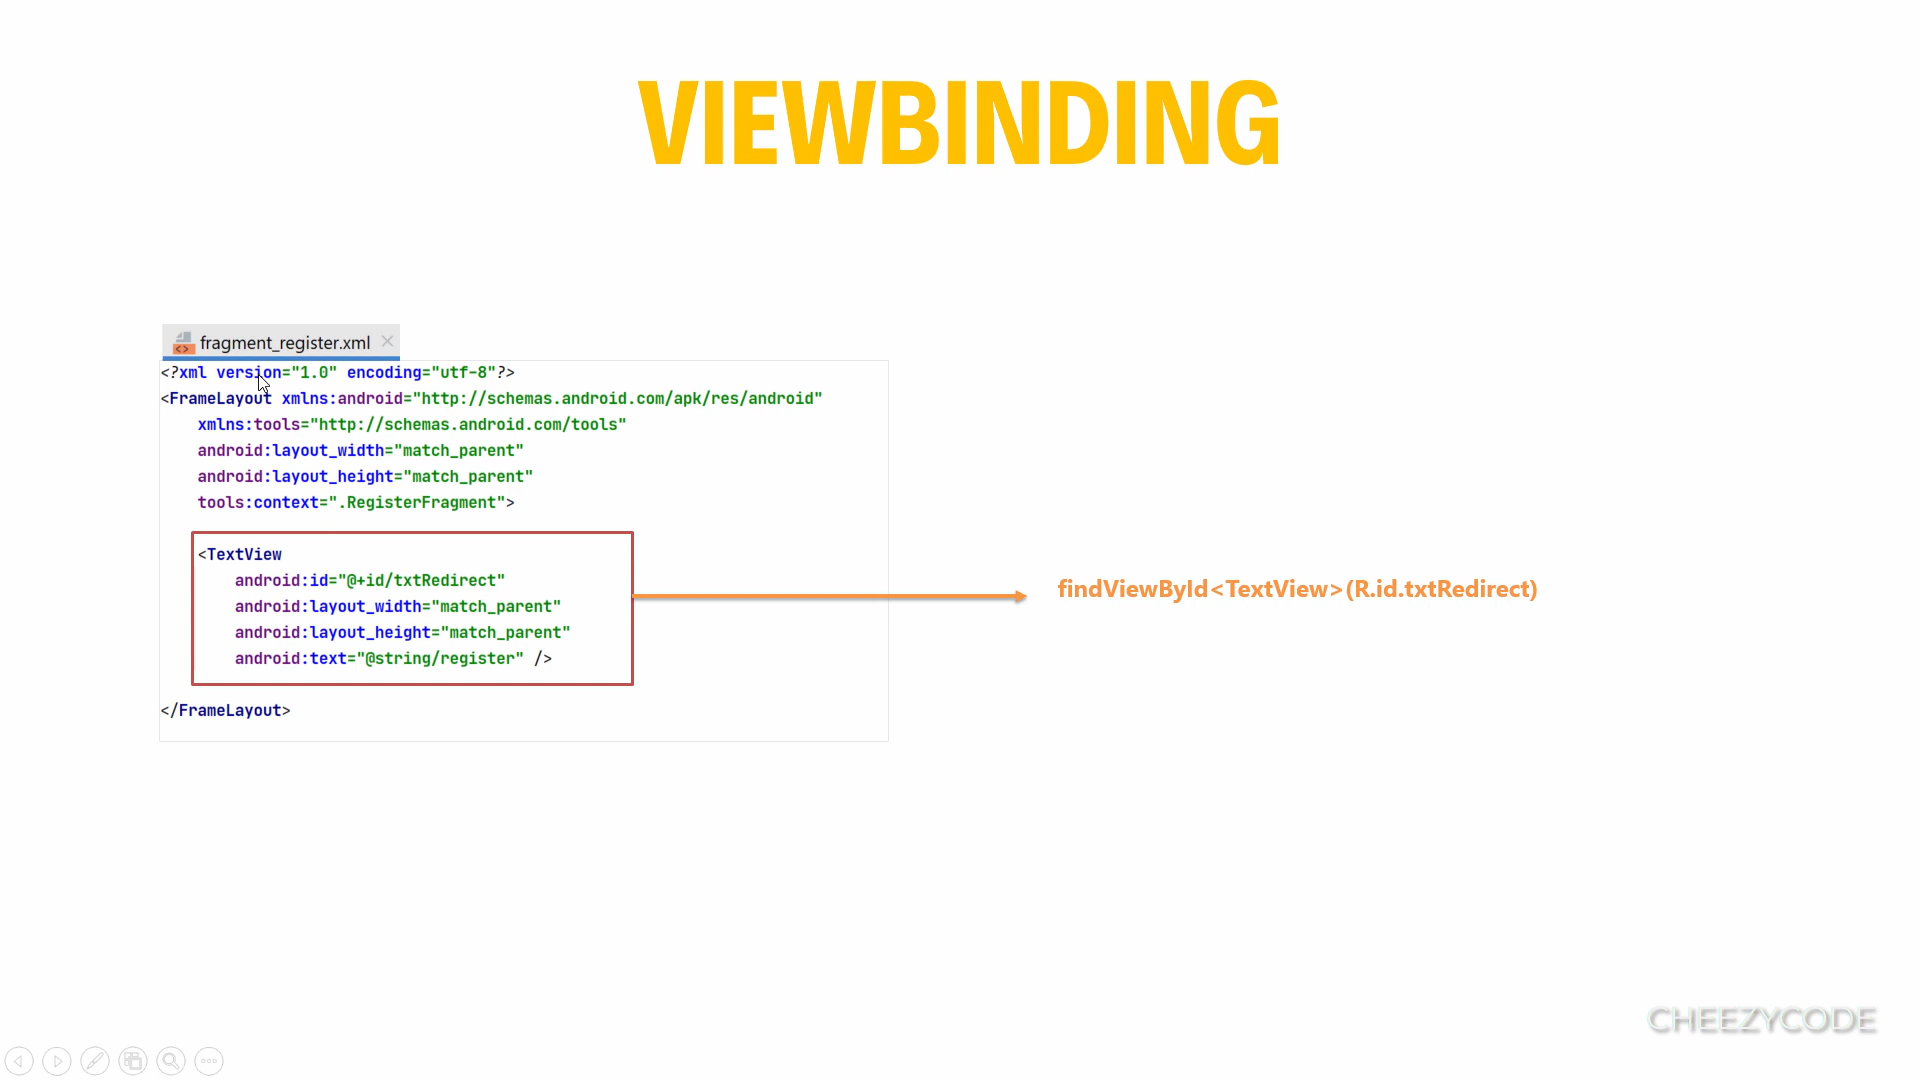 VIEWBINDING
fragment_register.xml
<?xml version="1.0" encoding="utf-8"?>
<FrameLayout xmlns:android="http://schemas.android.com/apk/res/android"
    xmlns:tools="http://schemas.android.com/tools"
    android:layout_width="match_parent"
    android:layout_height="match_parent"
    tools:context=".RegisterFragment">
    <TextView
        android:id="@+id/txtRedirect"
        android:layout_width="match_parent"
        android:layout_height="match_parent"
        android:text="@string/register" />
</FrameLayout>
findViewById<TextView>(R.id.txtRedirect)
CHEEZYCODE